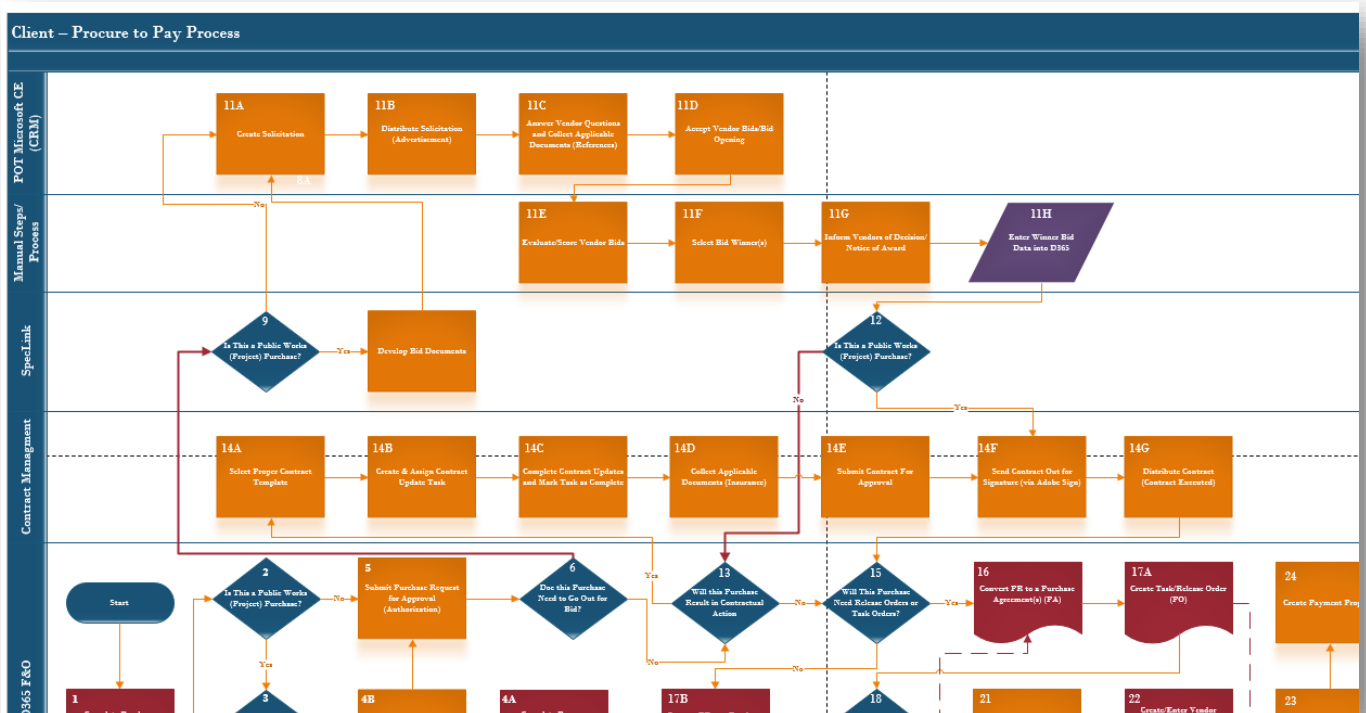 Client – Procure to Pay Process
POT Microsoft CE
(CRM)
11A
Create Solicitation
11B
Distribute Solicitation
(Advertisement)
11C
Answer Vendor Questions
and Collect Applicable
Documents (References)
11D
Accept Vendor Bids/Bid
Opening
8A
No
Manual Steps/
Process
11E
Evaluate/Score Vendor Bids
11F
Select Bid Winner(s)
11G
Inform Vendors of Decision/
Notice of Award
11H
Enter Winner Bid
Data into D365
SpecLink
9
Is This a Public Works
(Project) Purchase?
Yes
Develop Bid Documents
12
Is This a Public Works
(Project) Purchase?
No
Yes
Contract Managment
14A
Select Proper Contract
Template
14B
Create & Assign Contract
Update Task
14C
Complete Contract Updates
and Mark Task as Complete
14D
Collect Applicable
Documents (Insurance)
14E
Submit Contract For
Approval
14F
Send Contract Out for
Signature (via Adobe Sign)
14G
Distribute Contract
(Contract Executed)
D365 F&O
Start
2
Is This a Public Works
(Project) Purchase?
No
5
Submit Purchase Request
for Approval
(Authorization)
6
Doc this Purchase
Need to Go Out for
Bid?
Yes
No
13
Will this Purchase
Result in Contractual
Action
No
15
Will This Purchase
Need Release Orders or
Task Orders?
Yes
No
16
Convert PR to a Purchase
Agreement(s) (PA)
17A
Create Task/Release Order
(PO)
24
Create Payment Prop
Yes
1
3
4B
4A
17B
18
21
22
Create/Enter Vendor
23